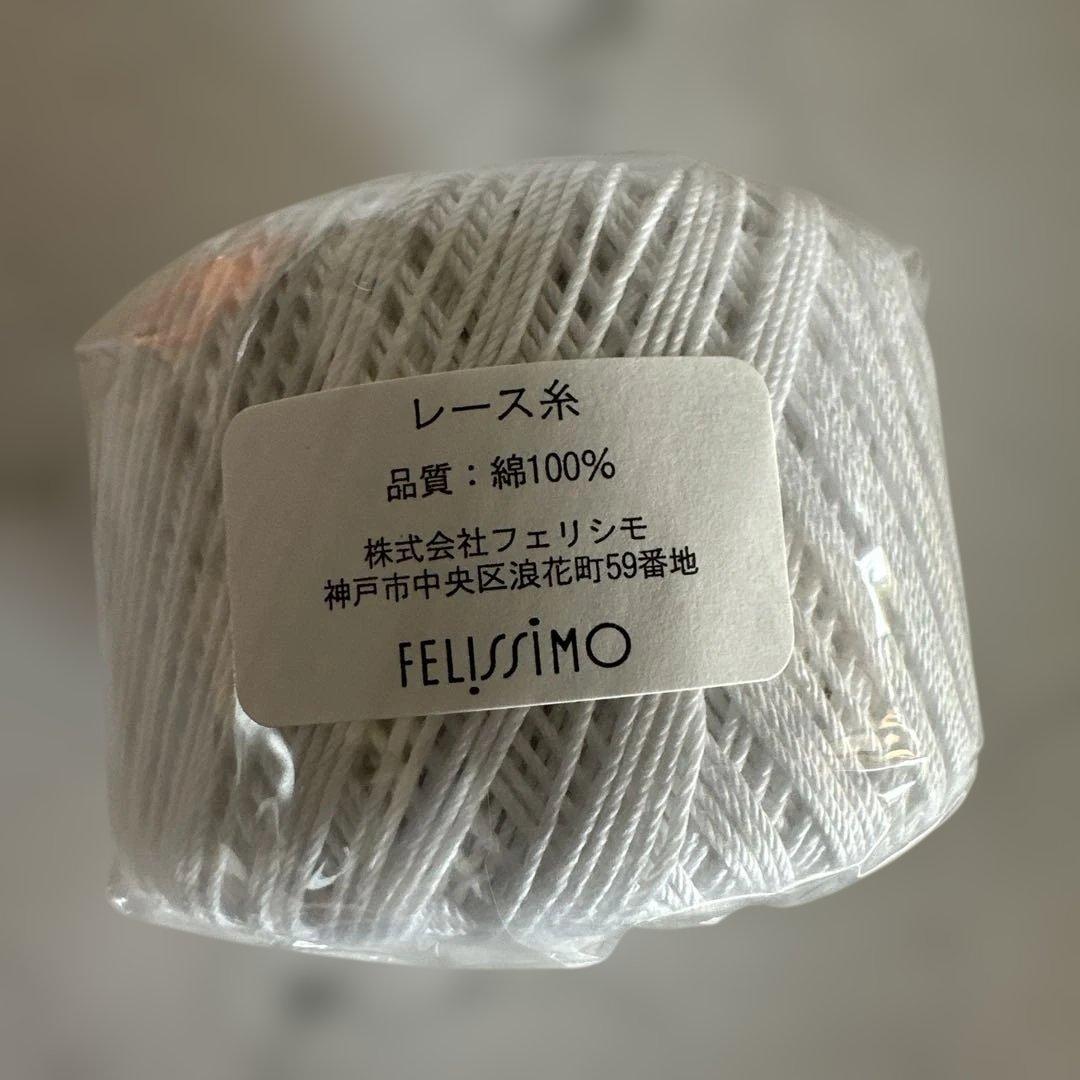 レース糸
品質：綿100%
株式会社フェリシモ
神戸市中央区浪花町59番地
FELISSIMO